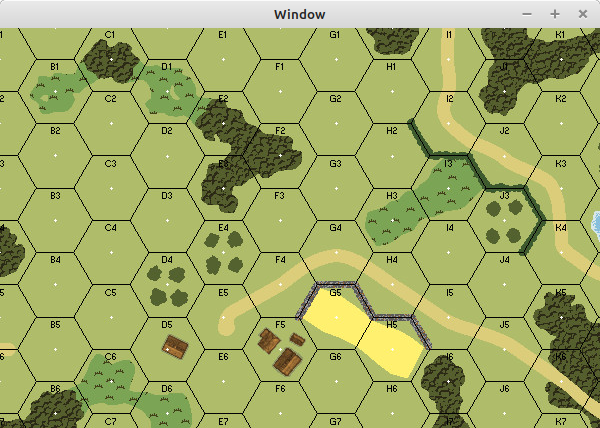 Window
1 C1 E1 G1 I1 K1
B1 D1 F1 H1 J1
2 C2 E2 G2 I2 K2
B2 D2 F2 H2 J2
3 C3 E3 G3 I3 K3
B3 D3 F3 H3 J3
4 C4 E4 G4 I4 K4
B4 D4 F4 H4 J4
5 C5 E5 G5 I5 K5
B5 D5 F5 H5 J5
6 C6 E6 G6 I6 K6
B6 D6 F6 H6 J6
7 C7 E7 G7 I7 K7